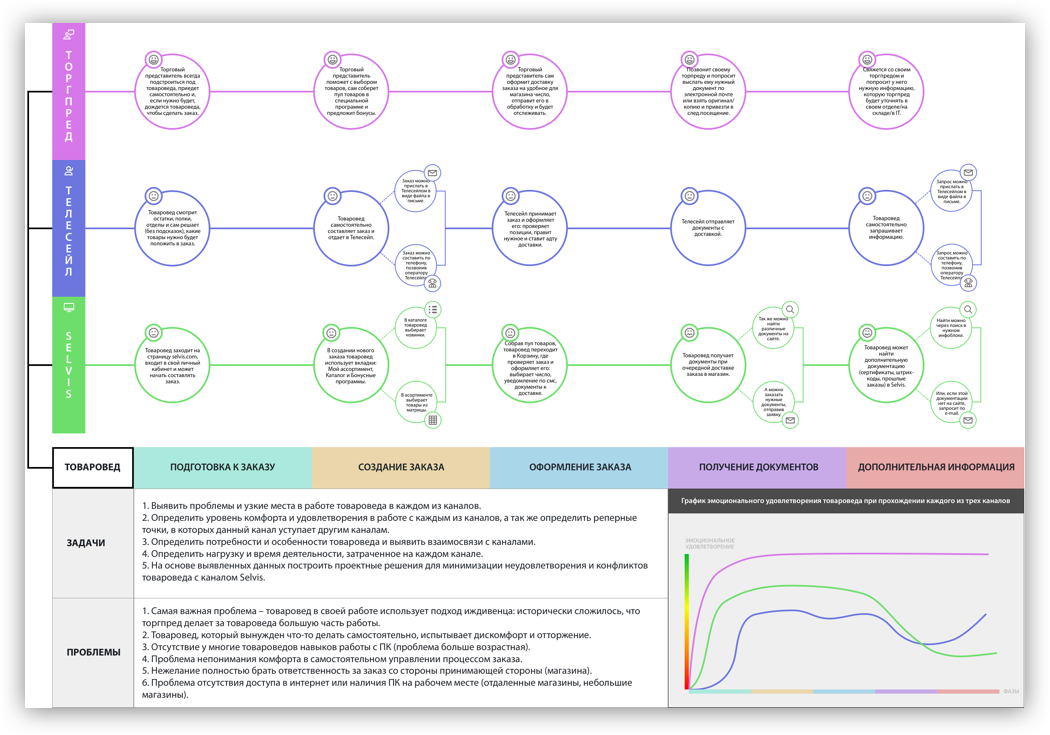 ТОРГПРЕД
Торговый
представитель всегда
подстроиться под
товароведа, приедет
самостоятельно и,
если нужно будет,
дождется товароведа,
чтобы сделать заказ.
Торговый
представитель
поможет с выбором
товаров, сам соберет
пул товаров в
специальной
программе и
предложит бонусы.
Торговый
представитель сам
оформит доставку
заказа на удобное для
магазина число,
отправит его в
обработку и будет
отслеживать.
Позвонит своему
торпреду и попросит
выслать ему нужный
документ по
электронной почте
или взять оригинал/
копию и привезти в
след.посещение.
Свяжется со своим
торгпредом и
попросит у него
нужную информацию,
которую торгпред
будет уточнять в
своем отделе/на
складе/в IT.
ТЕЛЕСЕЙЛ
Товаровед смотрит
остатки, полки,
отделы и сам решает
(без подсказок), какие
товары нужно будет
положить в заказ.
Товаровед
самостоятельно
составляет заказ и
отдает в Телесейл.
Заказ можно
прислать в
Телесейлом в
виде файла в
письме.
Заказ можно
составить по
телефону,
позвонив
оператору
Телесейла
Телесейл принимает
заказ и оформляет
его: проверяет
позиции, правит
нужное и ставит адту
доставки.
Телесейл отправляет
документы с
доставкой.
Товаровед
самостоятельно
запрашивает
информацию.
Запрос можно
прислать в
Телесейлом в
виде файла в
письме.
Запрос можно
составить по
телефону,
позвонив
оператору
Телесейла
SELVIS
Товаровед заходит на
страницу selvis.com,
входит в свой личный
кабинет и может
начать составлять
заказ.
В создании нового
заказа товаровед
использует вкладки:
Мой ассортимент,
Каталог и Бонусные
программы.
В каталоге
товаровед
выбирает
новинки.
В асортименте
выбирает
товары из
матрицы.
Собрав пул товаров,
товаровед переходит
в Корзину, где
проверяет заказ и
оформляет его:
выбирает число,
уведомление по смс,
документы к
доставке.
Товаровед получает
документы при
очередной доставке
заказа в магазин.
Так же можно
найти
различные
документы на
сайте.
А можно
заказать
нужные
документы,
отправив
заявку.
Товаровед может
найти
дополнительную
документацию
(сертификаты, штрих-
коды, прошлые
заказы) в Selvis.
Найти можно
через поиск в
нужном
инфоблоке.
Или, если этой
документации
нет на сайте,
запросит по
e-mail.
ТОВАРОВЕД
ПОДГОТОВКА К ЗАКАЗУ
СОЗДАНИЕ ЗАКАЗА
ОФОРМЛЕНИЕ ЗАКАЗА
ПОЛУЧЕНИЕ ДОКУМЕНТОВ
ДОПОЛНИТЕЛЬНАЯ ИНФОРМАЦИЯ
ЗАДАЧИ
1. Выявить проблемы и узкие места в работе товароведа в каждом из каналов.
2. Определить уровень комфорта и удовлетворения в работе с каждым из каналов, а так же определить реперные
точки, в которых данный канал уступает другим каналам.
3. Определить потребности и особенности товароведа и выявить взаимосвязи с каналами.
4. Определить нагрузку и время деятельности, затраченное на каждом канале.
5. На основе выявленных данных построить проектные решения для минимизации неудовлетворения и конфликтов
товароведа с каналом Selvis.
ПРОБЛЕМЫ
1. Самая важная проблема – товаровед в своей работе использует подход иждивенца: исторически сложилось, что
торгпред делает за товароведа большую часть работы.
2. Товаровед, который вынужден что-то делать самостоятельно, испытывает дискомфорт и отторжение.
3. Отсутствие у многие товароведов навыков работы с ПК (проблема больше возрастная).
4. Проблема непонимания комфорта в самостоятельном управлении процессом заказа.
5. Нежелание полностью брать ответственность за заказ со стороны принимающей стороны (магазина).
6. Проблема отсутствия доступа в интернет или наличия ПК на рабочем месте (отдаленные магазины, небольшие
магазины).
График эмоционального удовлетворения товароведа при прохождении каждого из трех каналов
ЭМОЦИОНАЛЬНОЕ
УДОВЛЕТВОРЕНИЕ
ФАЗЫ